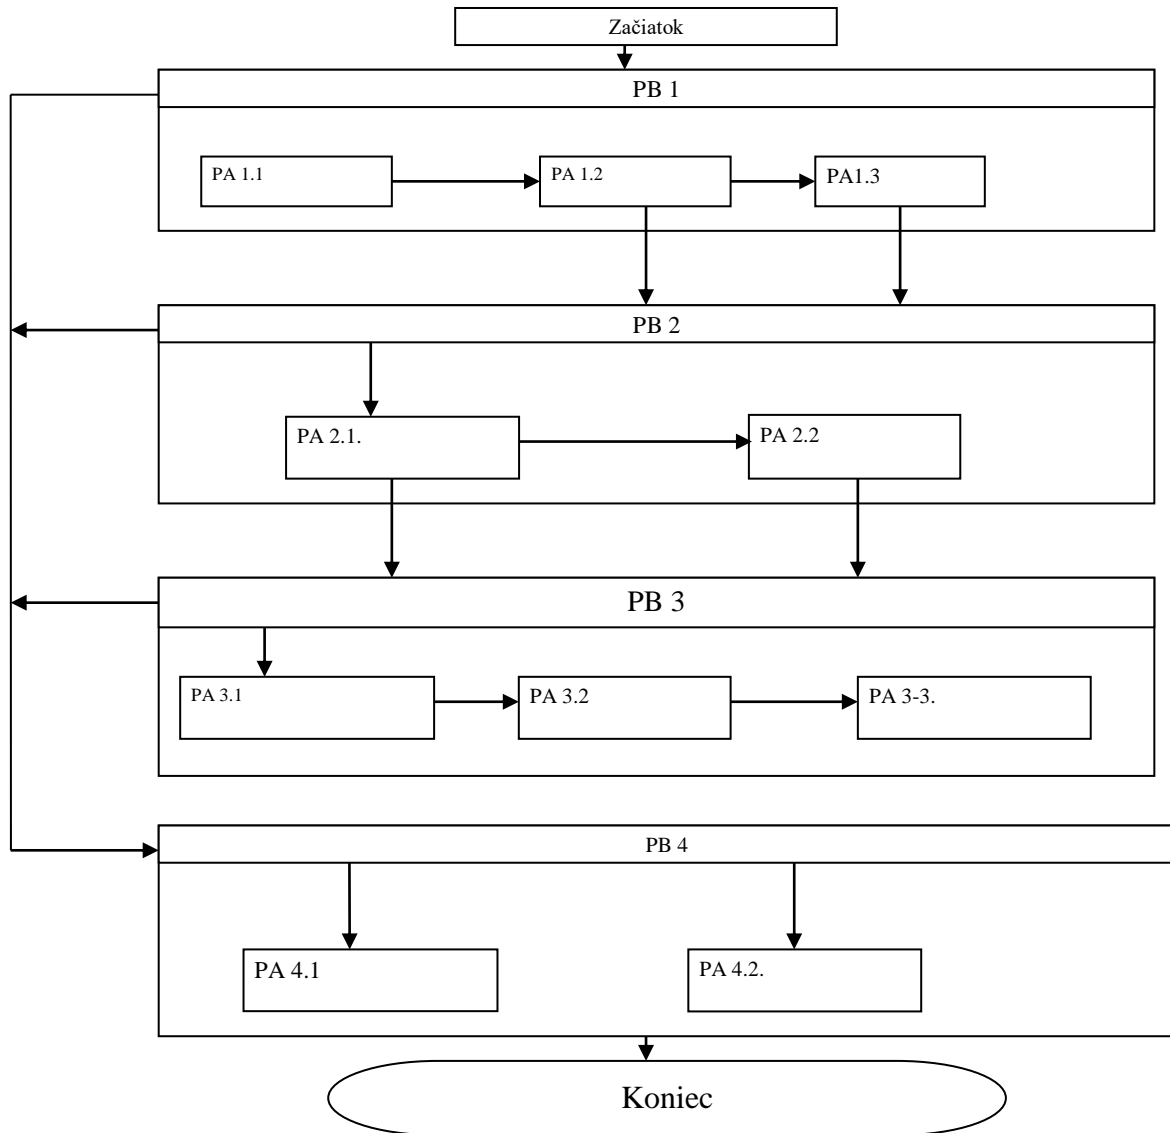 Začiatok
PB 1
PA 1.1
PA 1.2
PA1.3
PB 2
PA 2.1.
PA 2.2
PB 3
PA 3.1
PA 3.2
PA 3-3.
PB 4
PA 4.1
PA 4.2.
Koniec